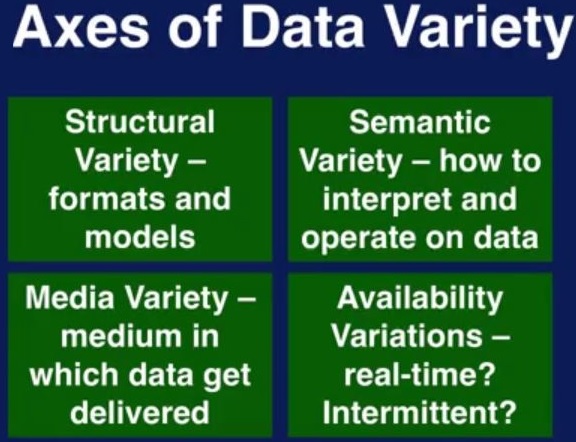 Axes of Data Variety
Structural
Variety –
formats and
models
Semantic
Variety – how to
interpret and
operate on data
Media Variety –
medium in
which data get
delivered
Availability
Variations –
real-time?
Intermittent?